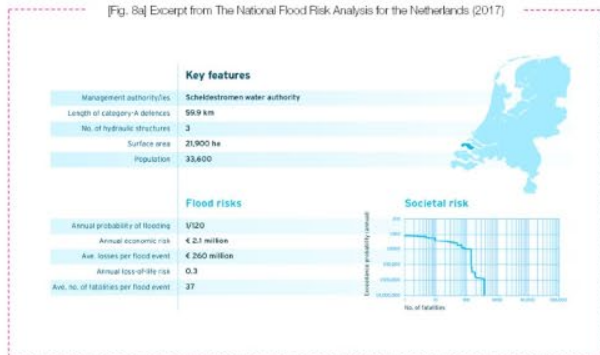 [Fig. 8a] Excerpt from The National Flood Risk Analysis for the Netherlands (2017)
Key features
Management authority/ies Scheldestromen water authority
Length of category-A defences 59.9 km
No. of hydraulic structures 3
Surface area 21,900 ha
Population 33,600
Flood risks
Annual probability of flooding 1/120
Annual economic risk € 2.1 million
Ave. losses per flood event € 260 million
Annual loss-of-life risk 0.3
Ave. no. of fatalities per flood event 37
Societal risk
Exceedance probability (annual)
No. of fatalities